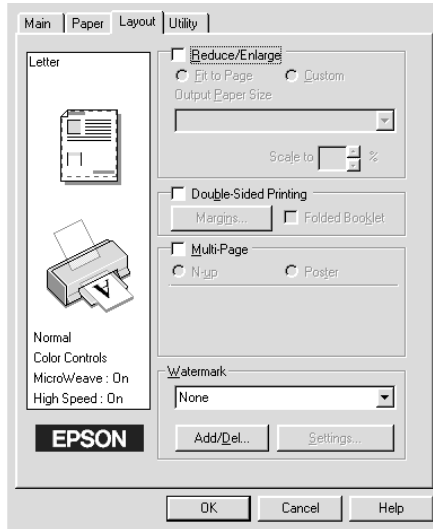 Main Paper Layout Utility
Letter
Reduce/Enlarge
Fit to Page Custom
Output Paper Size
Scale to %
Double-Sided Printing
Margins... Folded Booklet
Multi-Page
N-up Poster
A
Normal
Color Controls
MicroWeave : On
High Speed : On
EPSON
Watermark
None
Add/Del... Settings...
OK Cancel Help